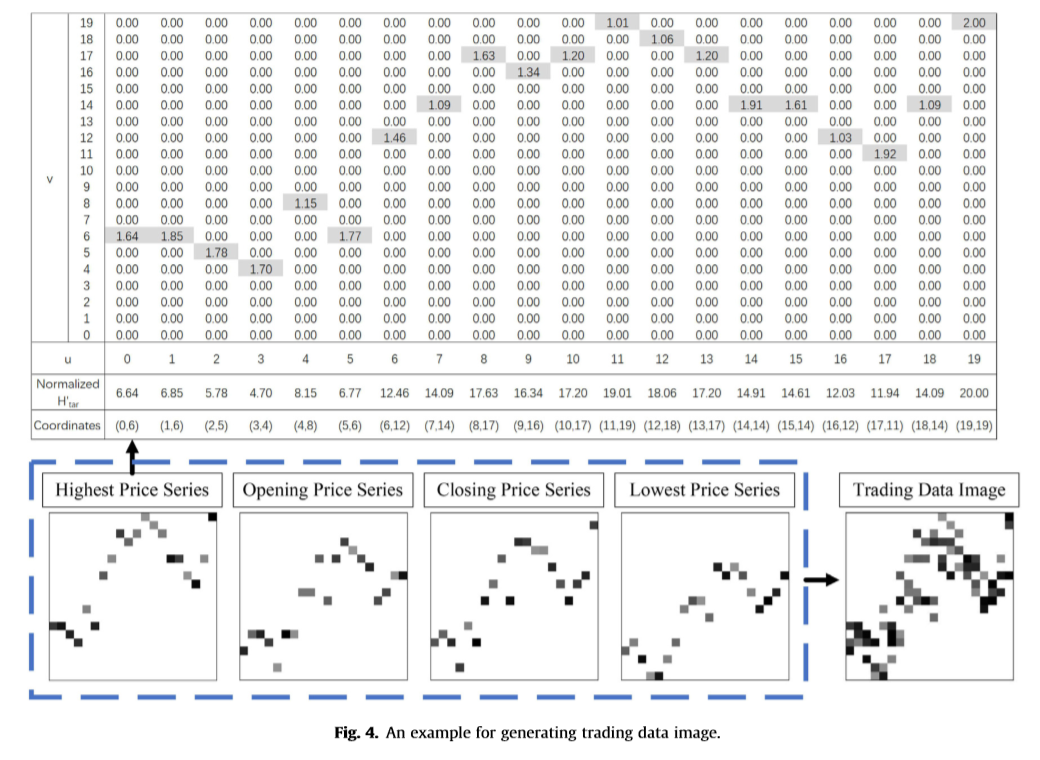 19 0.00 0.00 0.00 0.00 0.00 0.00 0.00 0.00 0.00 0.00 0.00 1.01 0.00 0.00 0.00 0.00 0.00 0.00 0.00 2.00
18 0.00 0.00 0.00 0.00 0.00 0.00 0.00 0.00 0.00 0.00 0.00 0.00 1.06 0.00 0.00 0.00 0.00 0.00 0.00 0.00
17 0.00 0.00 0.00 0.00 0.00 0.00 0.00 0.00 1.63 0.00 1.20 0.00 0.00 1.20 0.00 0.00 0.00 0.00 0.00 0.00
16 0.00 0.00 0.00 0.00 0.00 0.00 0.00 0.00 0.00 1.34 0.00 0.00 0.00 0.00 0.00 0.00 0.00 0.00 0.00 0.00
15 0.00 0.00 0.00 0.00 0.00 0.00 0.00 0.00 0.00 0.00 0.00 0.00 0.00 0.00 0.00 0.00 0.00 0.00 0.00 0.00
14 0.00 0.00 0.00 0.00 0.00 0.00 0.00 1.09 0.00 0.00 0.00 0.00 0.00 0.00 1.91 1.61 0.00 0.00 1.09 0.00
13 0.00 0.00 0.00 0.00 0.00 0.00 0.00 0.00 0.00 0.00 0.00 0.00 0.00 0.00 0.00 0.00 0.00 0.00 0.00 0.00
12 0.00 0.00 0.00 0.00 0.00 0.00 1.46 0.00 0.00 0.00 0.00 0.00 0.00 0.00 0.00 0.00 1.03 0.00 0.00 0.00
11 0.00 0.00 0.00 0.00 0.00 0.00 0.00 0.00 0.00 0.00 0.00 0.00 0.00 0.00 0.00 0.00 0.00 1.92 0.00 0.00
10 0.00 0.00 0.00 0.00 0.00 0.00 0.00 0.00 0.00 0.00 0.00 0.00 0.00 0.00 0.00 0.00 0.00 0.00 0.00 0.00
v
9 0.00 0.00 0.00 0.00 0.00 0.00 0.00 0.00 0.00 0.00 0.00 0.00 0.00 0.00 0.00 0.00 0.00 0.00 0.00 0.00
8 0.00 0.00 0.00 0.00 1.15 0.00 0.00 0.00 0.00 0.00 0.00 0.00 0.00 0.00 0.00 0.00 0.00 0.00 0.00 0.00
7 0.00 0.00 0.00 0.00 0.00 0.00 0.00 0.00 0.00 0.00 0.00 0.00 0.00 0.00 0.00 0.00 0.00 0.00 0.00 0.00
6 1.64 1.85 0.00 0.00 0.00 1.77 0.00 0.00 0.00 0.00 0.00 0.00 0.00 0.00 0.00 0.00 0.00 0.00 0.00 0.00
5 0.00 0.00 1.78 0.00 0.00 0.00 0.00 0.00 0.00 0.00 0.00 0.00 0.00 0.00 0.00 0.00 0.00 0.00 0.00 0.00
4 0.00 0.00 0.00 1.70 0.00 0.00 0.00 0.00 0.00 0.00 0.00 0.00 0.00 0.00 0.00 0.00 0.00 0.00 0.00 0.00
3 0.00 0.00 0.00 0.00 0.00 0.00 0.00 0.00 0.00 0.00 0.00 0.00 0.00 0.00 0.00 0.00 0.00 0.00 0.00 0.00
2 0.00 0.00 0.00 0.00 0.00 0.00 0.00 0.00 0.00 0.00 0.00 0.00 0.00 0.00 0.00 0.00 0.00 0.00 0.00 0.00
1 0.00 0.00 0.00 0.00 0.00 0.00 0.00 0.00 0.00 0.00 0.00 0.00 0.00 0.00 0.00 0.00 0.00 0.00 0.00 0.00
0 0.00 0.00 0.00 0.00 0.00 0.00 0.00 0.00 0.00 0.00 0.00 0.00 0.00 0.00 0.00 0.00 0.00 0.00 0.00 0.00
u 0 1 2 3 4 5 6 7 8 9 10 11 12 13 14 15 16 17 18 19
Normalized H'tar 6.64 6.85 5.78 4.70 8.15 6.77 12.46 14.09 17.63 16.34 17.20 19.01 18.06 17.20 14.91 14.61 12.03 11.94 14.09 20.00
Coordinates (0,6) (1,6) (2,5) (3,4) (4,8) (5,6) (6,12) (7,14) (8,17) (9,16) (10,17) (11,19) (12,18) (13,17) (14,14) (15,14) (16,12) (17,11) (18,14) (19,19)
Highest Price Series Opening Price Series Closing Price Series Lowest Price Series Trading Data Image
Fig. 4. An example for generating trading data image.